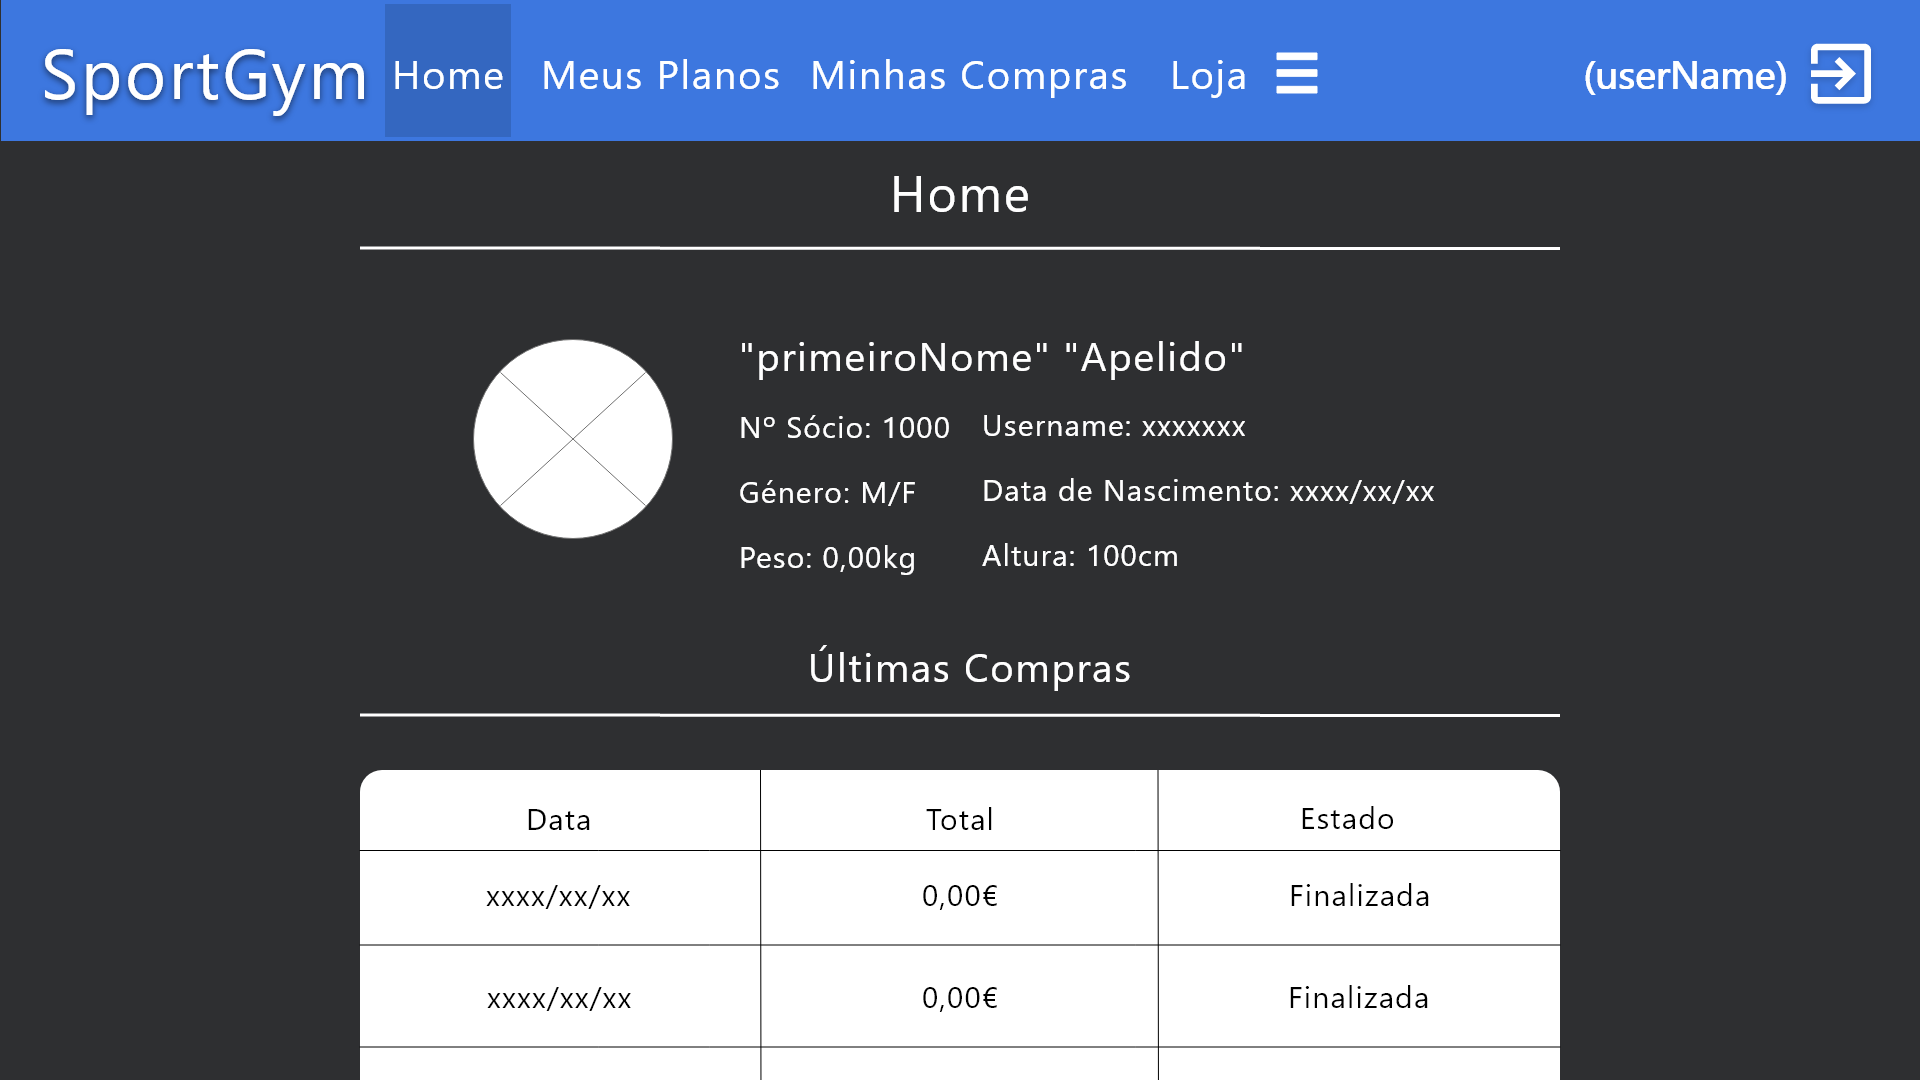 SportGym Home Meus Planos Minhas Compras Loja (userName)
Home
"primeiroNome" "Apelido"
Nº Sócio: 1000 Username: xxxxxxx
Género: M/F Data de Nascimento: xxxx/xx/xx
Peso: 0,00kg Altura: 100cm
Últimas Compras
Data Total Estado
xxxx/xx/xx 0,00€ Finalizada
xxxx/xx/xx 0,00€ Finalizada